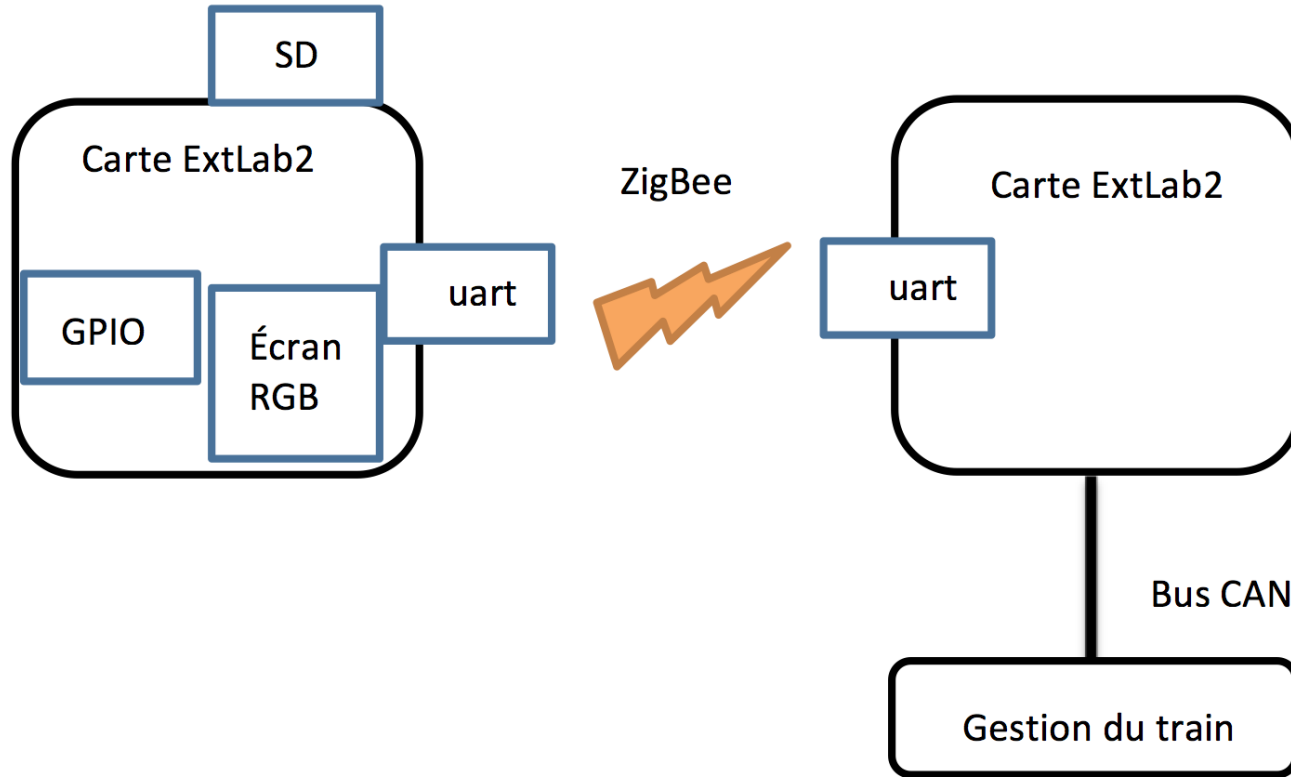 SD
Carte ExtLab2
ZigBee
Carte ExtLab2
GPIO
Écran
RGB
uart
uart
Bus CAN
Gestion du train